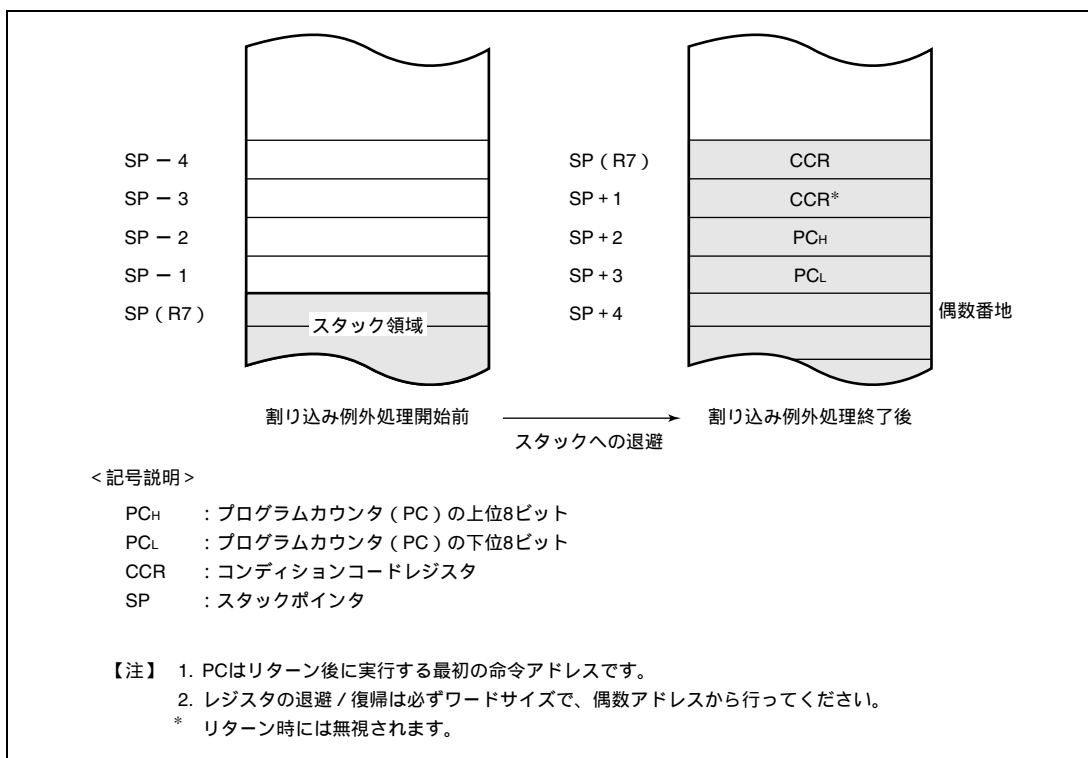 SP － 4
SP － 3
SP － 2
SP － 1
SP（R7）
スタック領域
SP（R7）
CCR
SP + 1
CCR*
SP + 2
PCH
SP + 3
PCL
SP + 4
偶数番地
割り込み例外処理開始前
スタックへの退避
割り込み例外処理終了後
<記号説明>
PCH ：プログラムカウンタ（PC）の上位8ビット
PCL ：プログラムカウンタ（PC）の下位8ビット
CCR ：コンディションコードレジスタ
SP ：スタックポインタ
【注】 1. PCはリターン後に実行する最初の命令アドレスです。
2. レジスタの退避 / 復帰は必ずワードサイズで、偶数アドレスから行ってください。
* リターン時には無視されます。